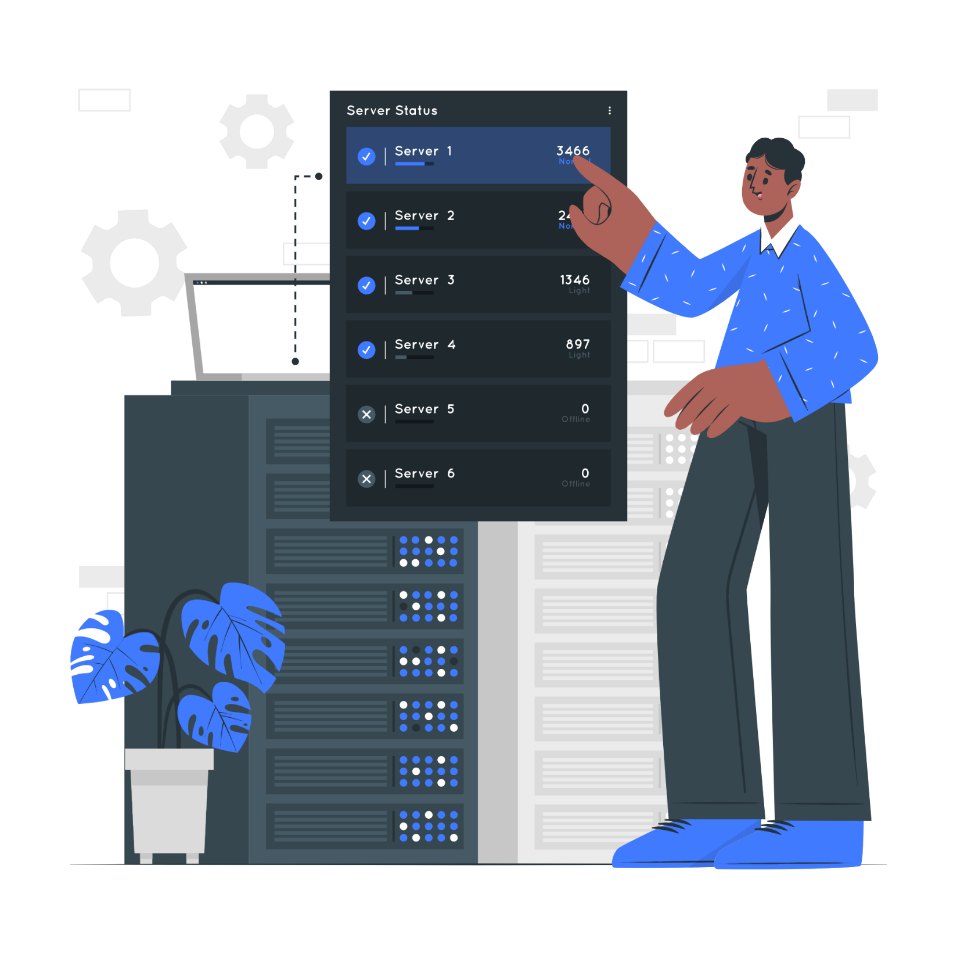 Server Status
Server 1
3466
Server 2
Server 3
1346
Light
Server 4
897
Light
Server 5
0
Offline
Server 6
0
Offline